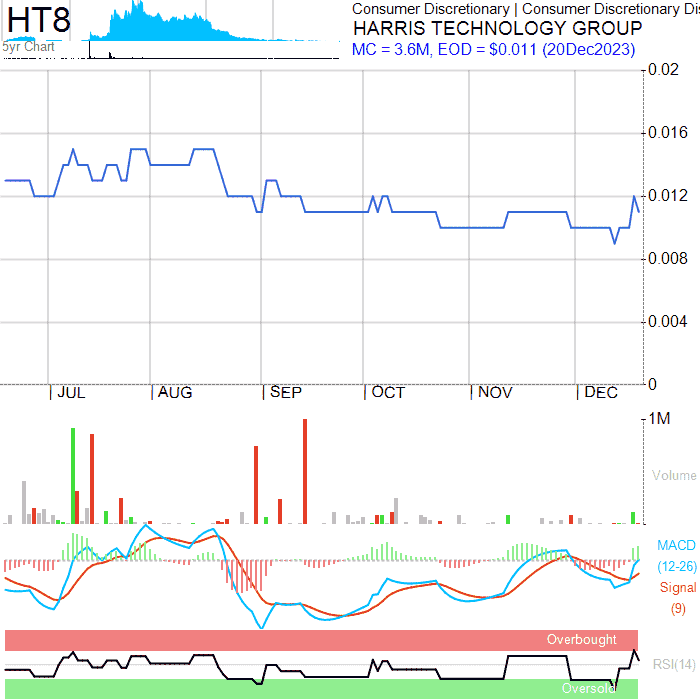 HT8
5yr Chart
Consumer Discretionary | Consumer Discretionary Dis
HARRIS TECHNOLOGY GROUP
MC = 3.6M, EOD = $0.011 (20Dec2023)
0.02
0.016
0.012
0.008
0.004
0
| JUL | AUG | SEP | OCT | NOV | DEC
1M
Volume
MACD
(12-26)
Signal
(9)
Overbought
RSI(14)
Oversold